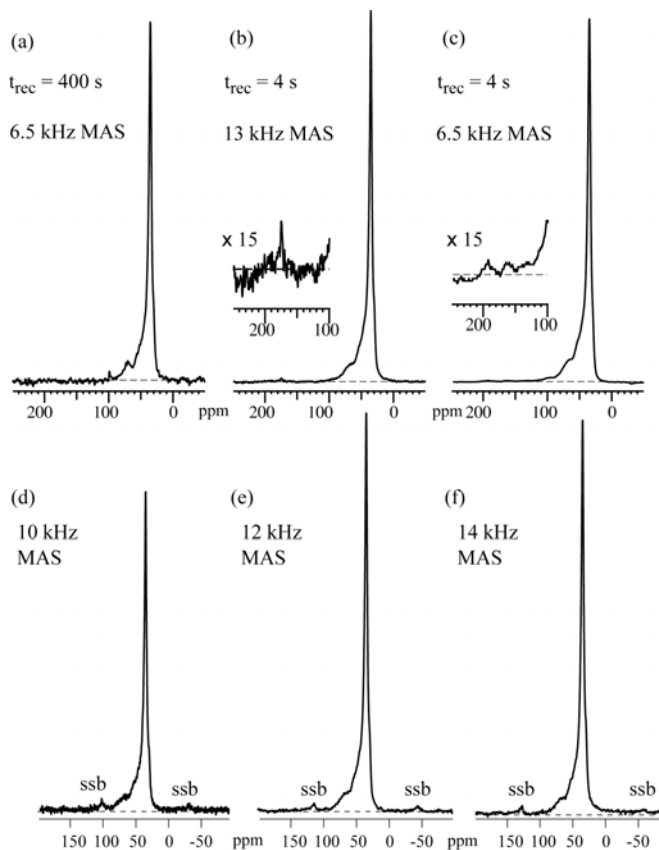 (a)
t_rec = 400 s
6.5 kHz MAS
200 100 0 ppm
(b)
t_rec = 4 s
13 kHz MAS
x 15
200 100
200 100 0 ppm
(c)
t_rec = 4 s
6.5 kHz MAS
x 15
200 100
200 100 0
(d)
10 kHz
MAS
ssb ssb
150 100 50 0 -50 ppm
(e)
12 kHz
MAS
ssb ssb
150 100 50 0 -50 ppm
(f)
14 kHz
MAS
ssb ssb
150 100 50 0 -50